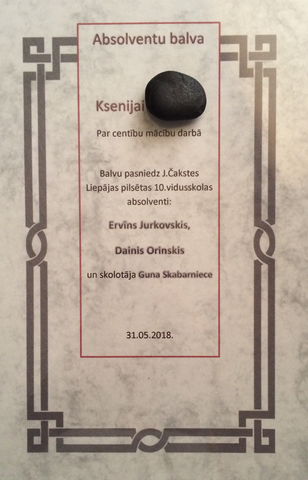 Absolventu balva
Ksenijai
Par centību mācību darbā
Balvu pasniedz J.Čakstes
Liepājas pilsētas 10.vidusskolas
absolventi:
Ervīns Jurkovskis,
Dainis Orinskis
un skolotāja Guna Skabarniece
31.05.2018.